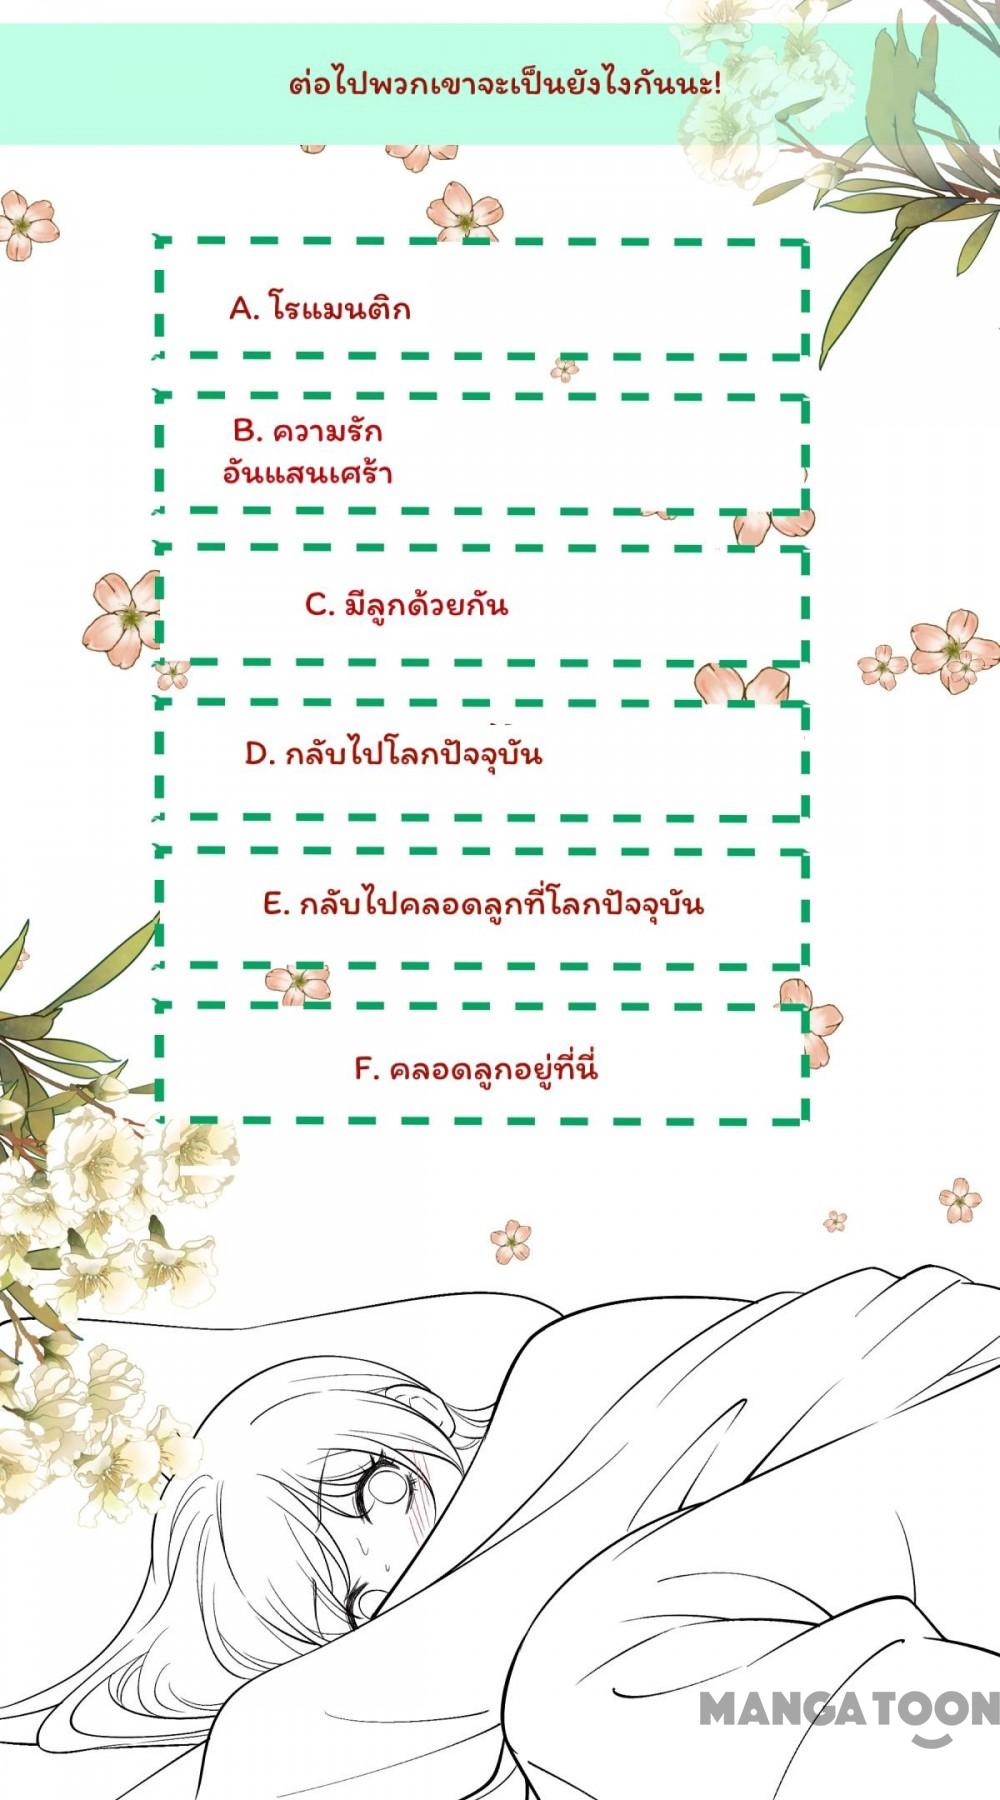 ต่อไปพวกเขาจะเป็นยังไงกันนะ!
A. โรแมนติก
B. ความรัก
อันแสนเศร้า
C. มีลูกด้วยกัน
D. กลับไปโลกปัจจุบัน
E. กลับไปคลอดลูกที่โลกปัจจุบัน
F. คลอดลูกอยู่ที่นี่
MANGATOON